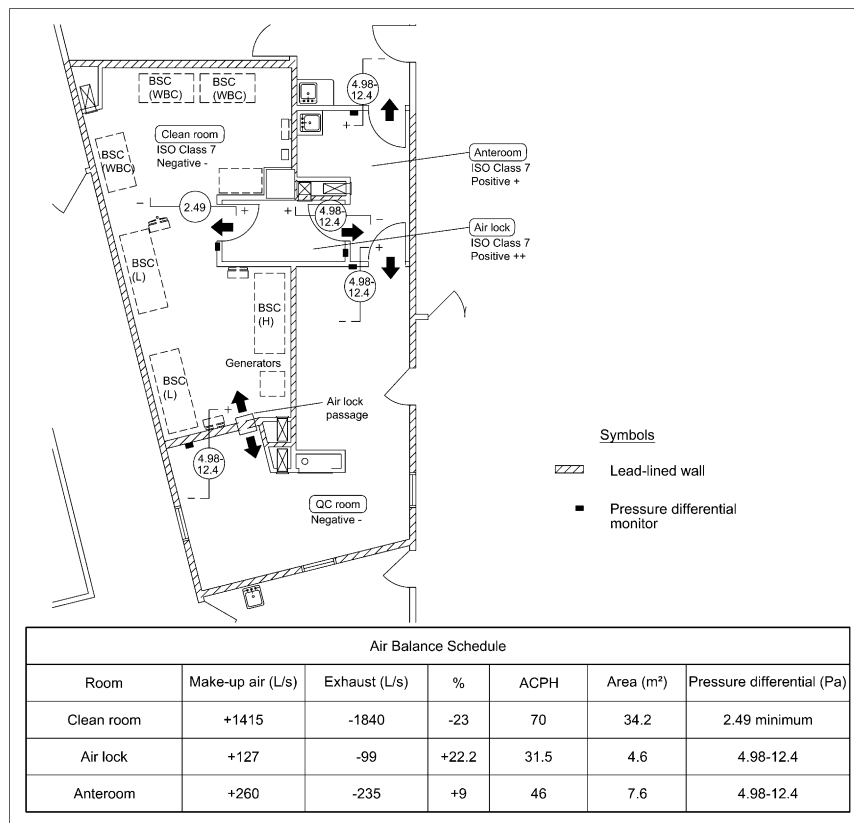 BSC
(WBC)
BSC
(WBC)
4.98-
12.4
+
-
Clean room
ISO Class 7
Negative -
Anteroom
ISO Class 7
Positive +
BSC
(WBC)
- 2.49 +
+ 4.98-
12.4 -
Air lock
ISO Class 7
Positive ++
+
4.98-
12.4
-
BSC
(L)
BSC
(H)
Generators
BSC
(L)
Air lock
passage
+
4.98-
12.4
-
QC room
Negative -
Symbols
Lead-lined wall
Pressure differential
monitor
Air Balance Schedule
Room Make-up air (L/s) Exhaust (L/s) % ACPH Area (m²) Pressure differential (Pa)
Clean room +1415 -1840 -23 70 34.2 2.49 minimum
Air lock +127 -99 +22.2 31.5 4.6 4.98-12.4
Anteroom +260 -235 +9 46 7.6 4.98-12.4